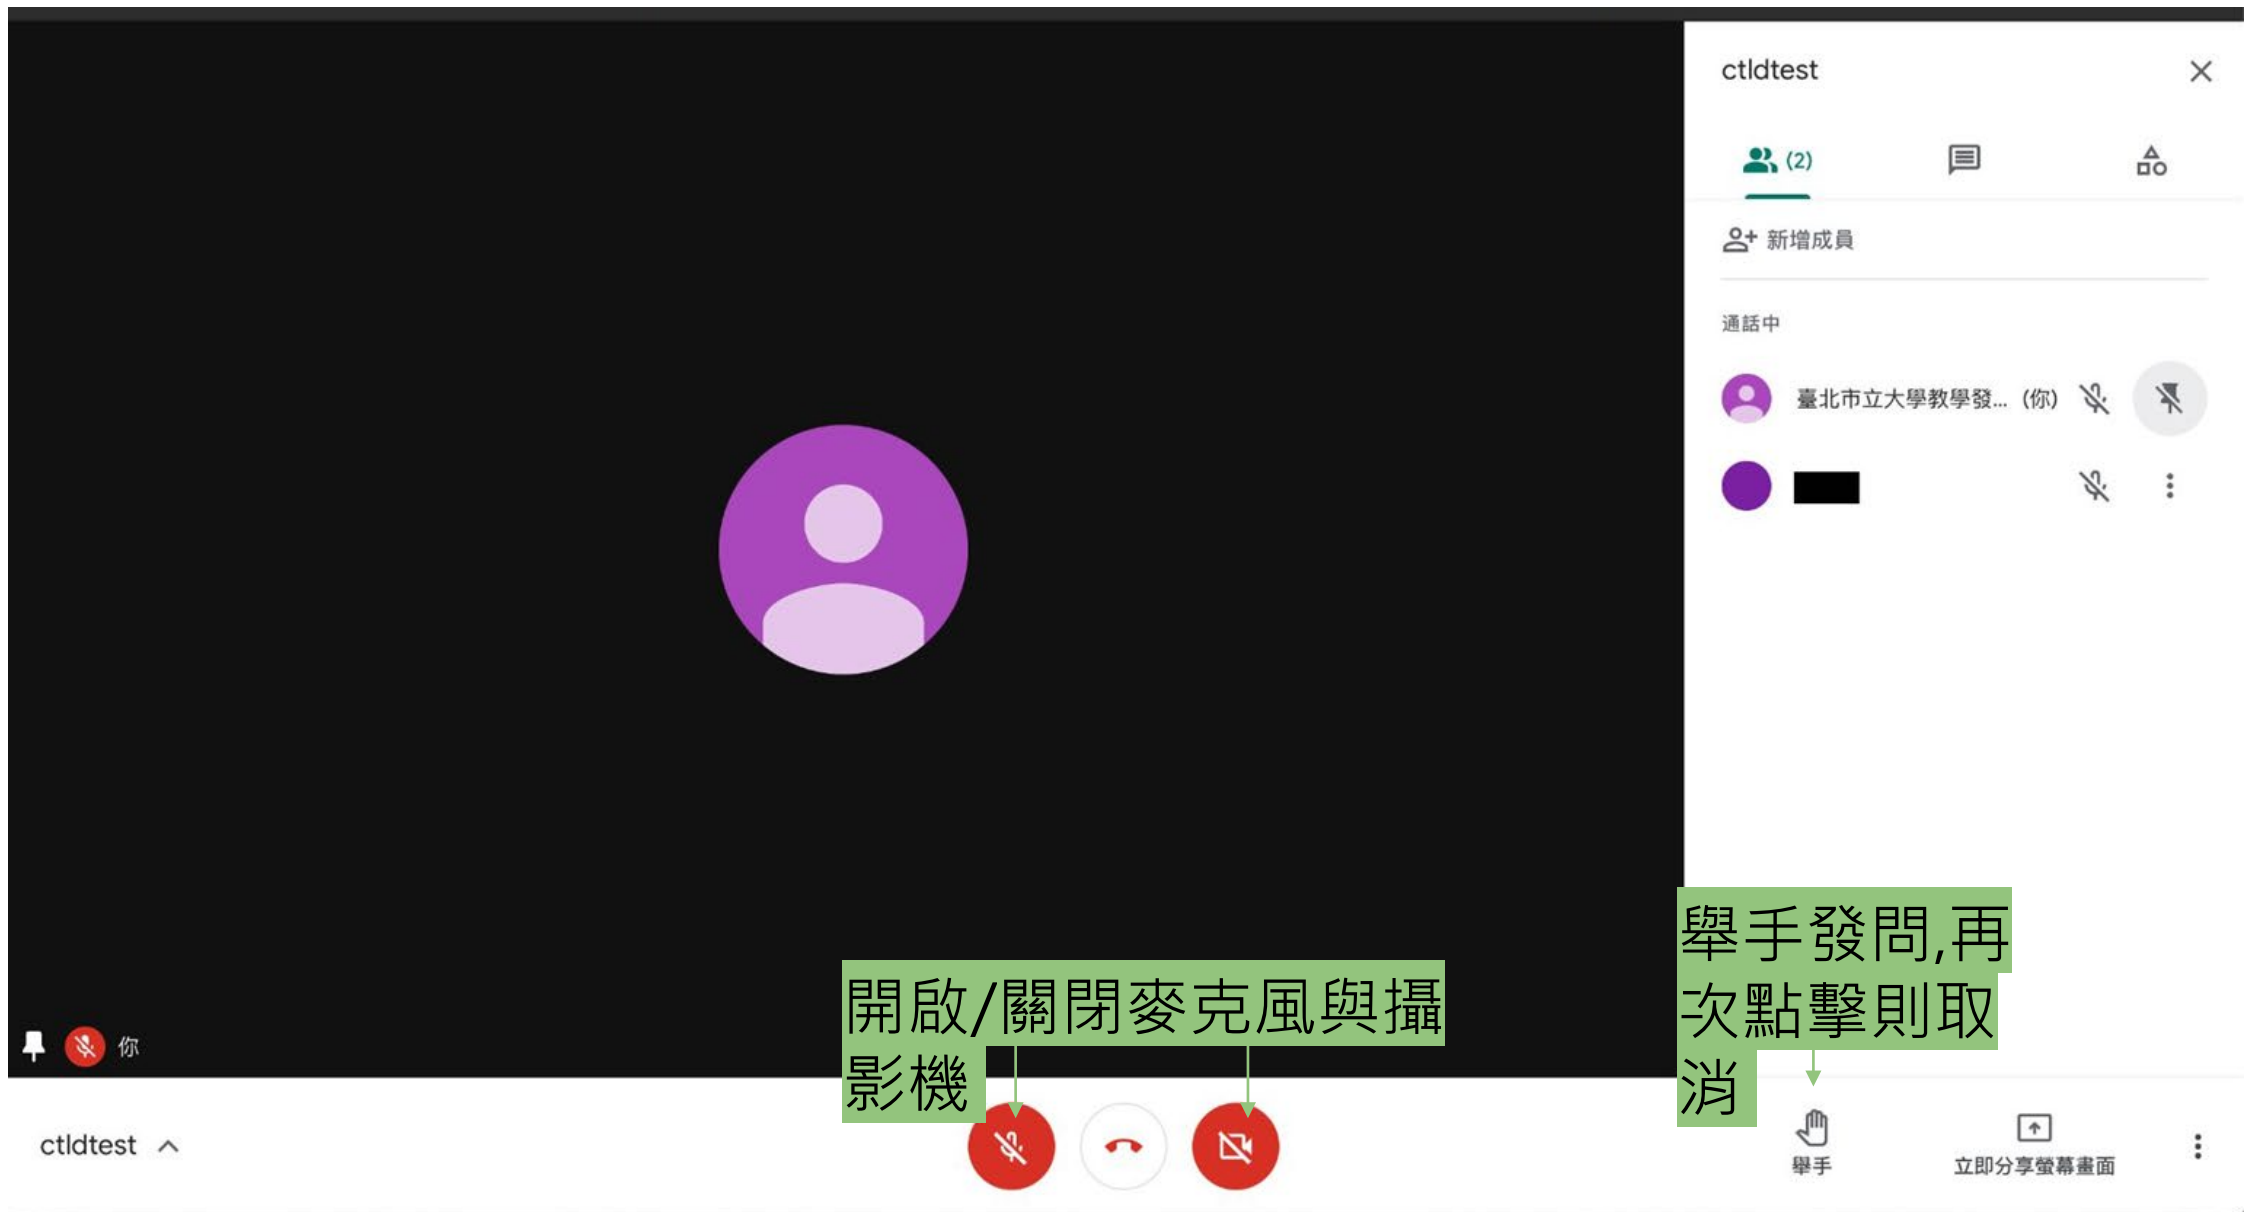 ctldtest
(2)
新增成員
通話中
臺北市立大學教學發... (你)
舉手發問,再
次點擊則取
消
開啟/關閉麥克風與攝
影機
你
ctldtest
舉手
立即分享螢幕畫面